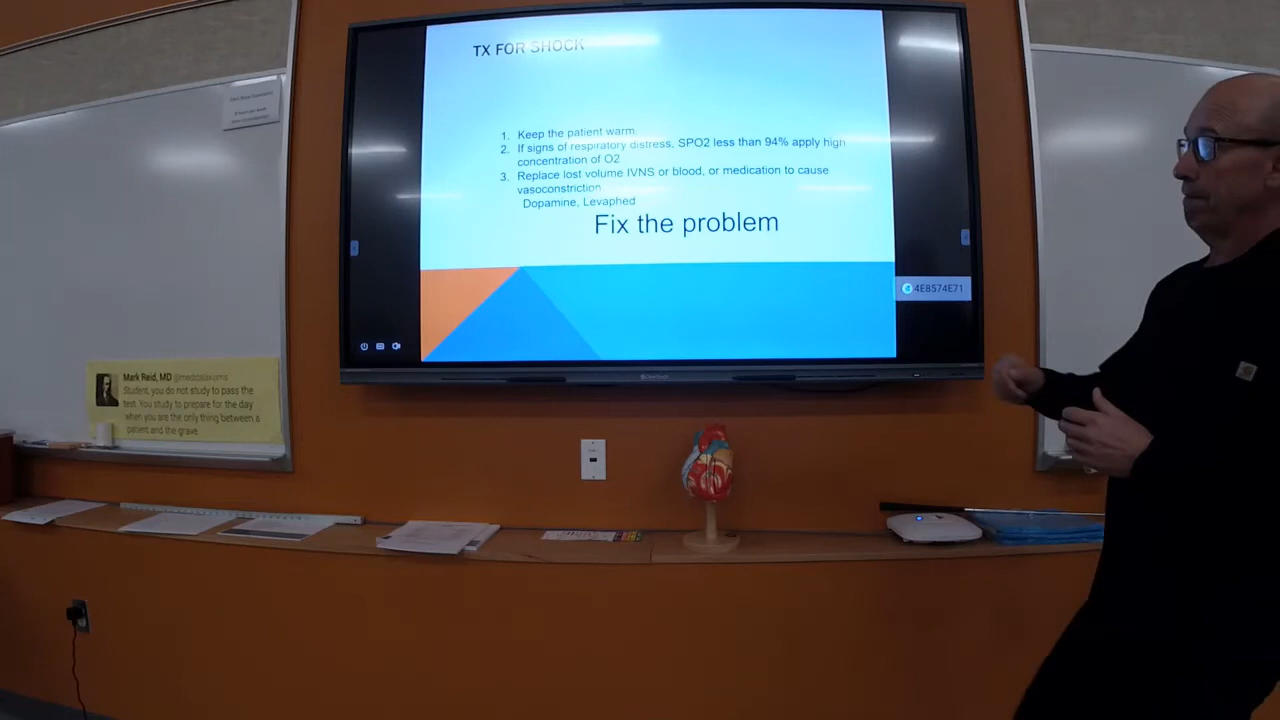 TX FOR SHOCK
1. Keep the patient warm.
2. If signs of respiratory distress, SPO2 less than 94% apply high
concentration of O2
3. Replace lost volume IVNS or blood, or medication to cause
vasoconstriction
Dopamine, Levaphed
Fix the problem
4E8574E71
Mark Reid, MD @medicalaxioms
Student, you do not study to pass the
test. You study to prepare for the day
when you are the only thing between a
patient and the grave